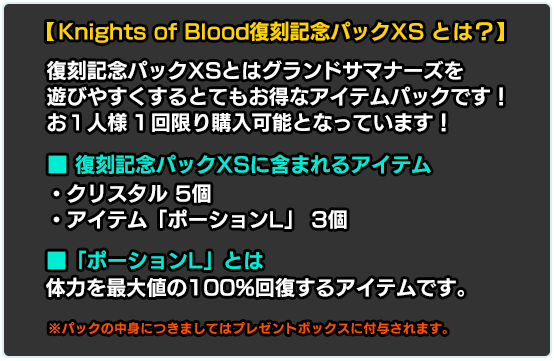 【Knights of Blood復刻記念パックXS とは？】
復刻記念パックXSとはグランドサマナーズを
遊びやすくするとてもお得なアイテムパックです！
お１人様１回限り購入可能となっています！
■ 復刻記念パックXSに含まれるアイテム
・クリスタル 5個
・アイテム「ポーションL」 3個
■「ポーションL」とは
体力を最大値の100%回復するアイテムです。
※パックの中身につきましてはプレゼントボックスに付与されます。